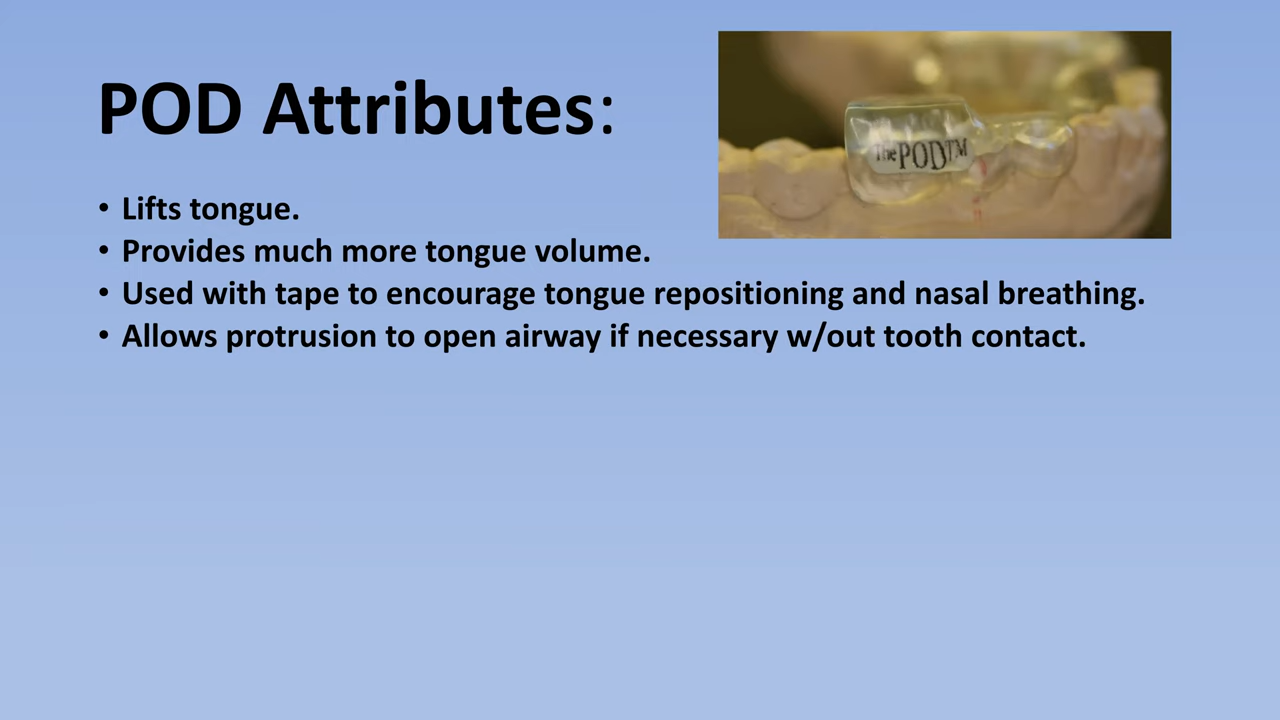 POD Attributes:
The POD™
• Lifts tongue.
• Provides much more tongue volume.
• Used with tape to encourage tongue repositioning and nasal breathing.
• Allows protrusion to open airway if necessary w/out tooth contact.